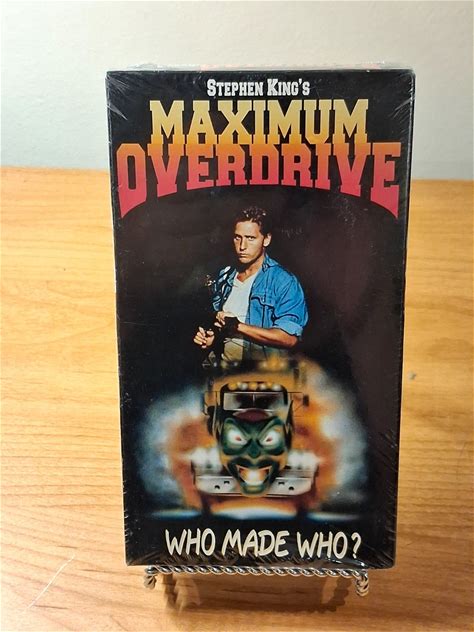 STEPHEN KING'S
MAXIMUM
OVERDRIVE
WHO MADE WHO?